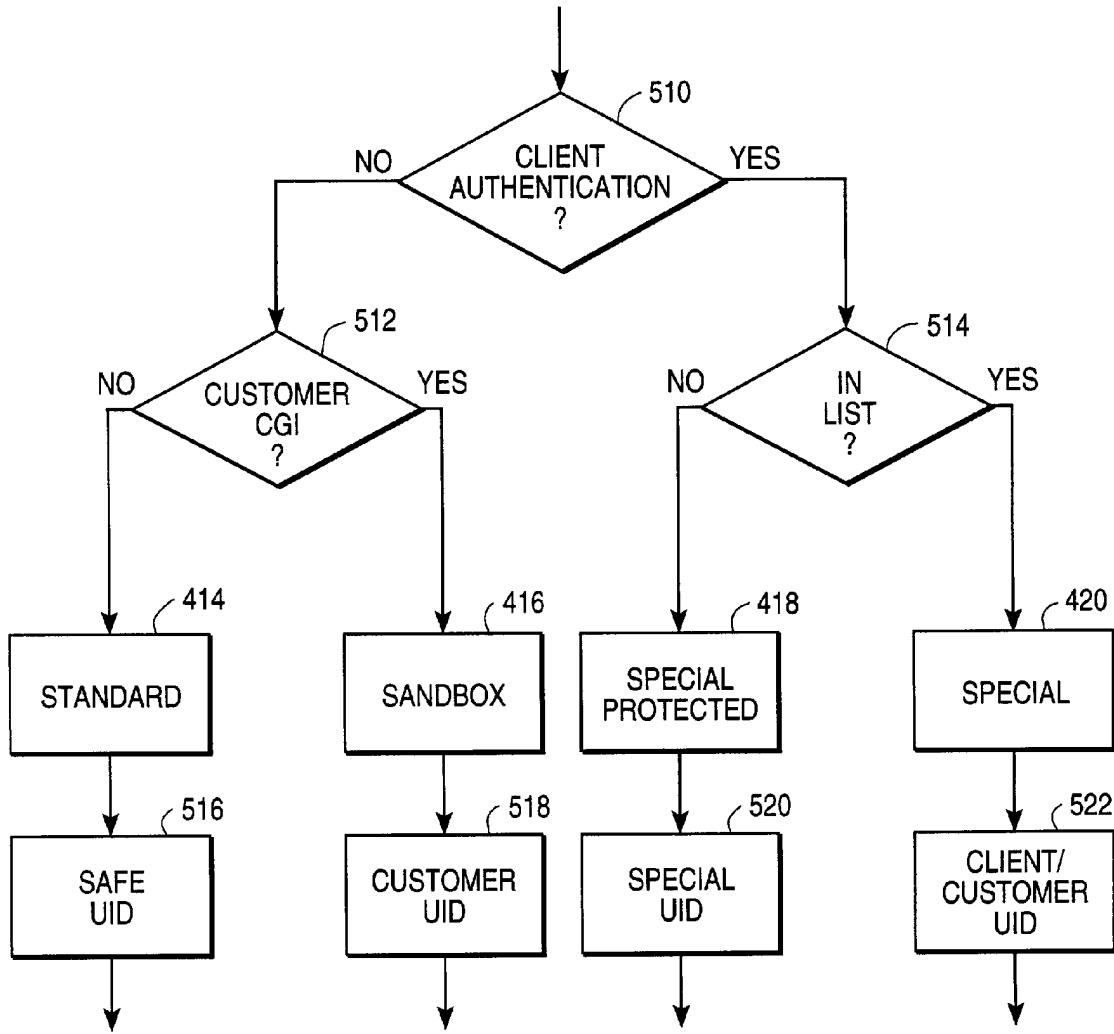 510
NO
CLIENT
AUTHENTICATION
?
YES
512
514
NO
CUSTOMER
CGI
?
YES
NO
IN
LIST
?
YES
414
416
418
420
STANDARD
SANDBOX
SPECIAL
PROTECTED
SPECIAL
516
518
520
522
SAFE
UID
CUSTOMER
UID
SPECIAL
UID
CLIENT/
CUSTOMER
UID